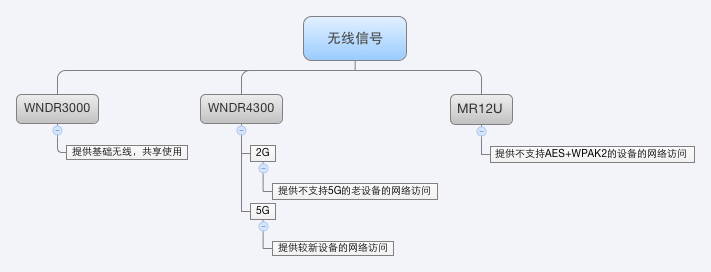 无线信号
WNDR3000
WNDR4300
MR12U
提供基础无线，共享使用
2G
提供不支持AES+WPAK2的设备的网络访问
提供不支持5G的老设备的网络访问
5G
提供较新设备的网络访问